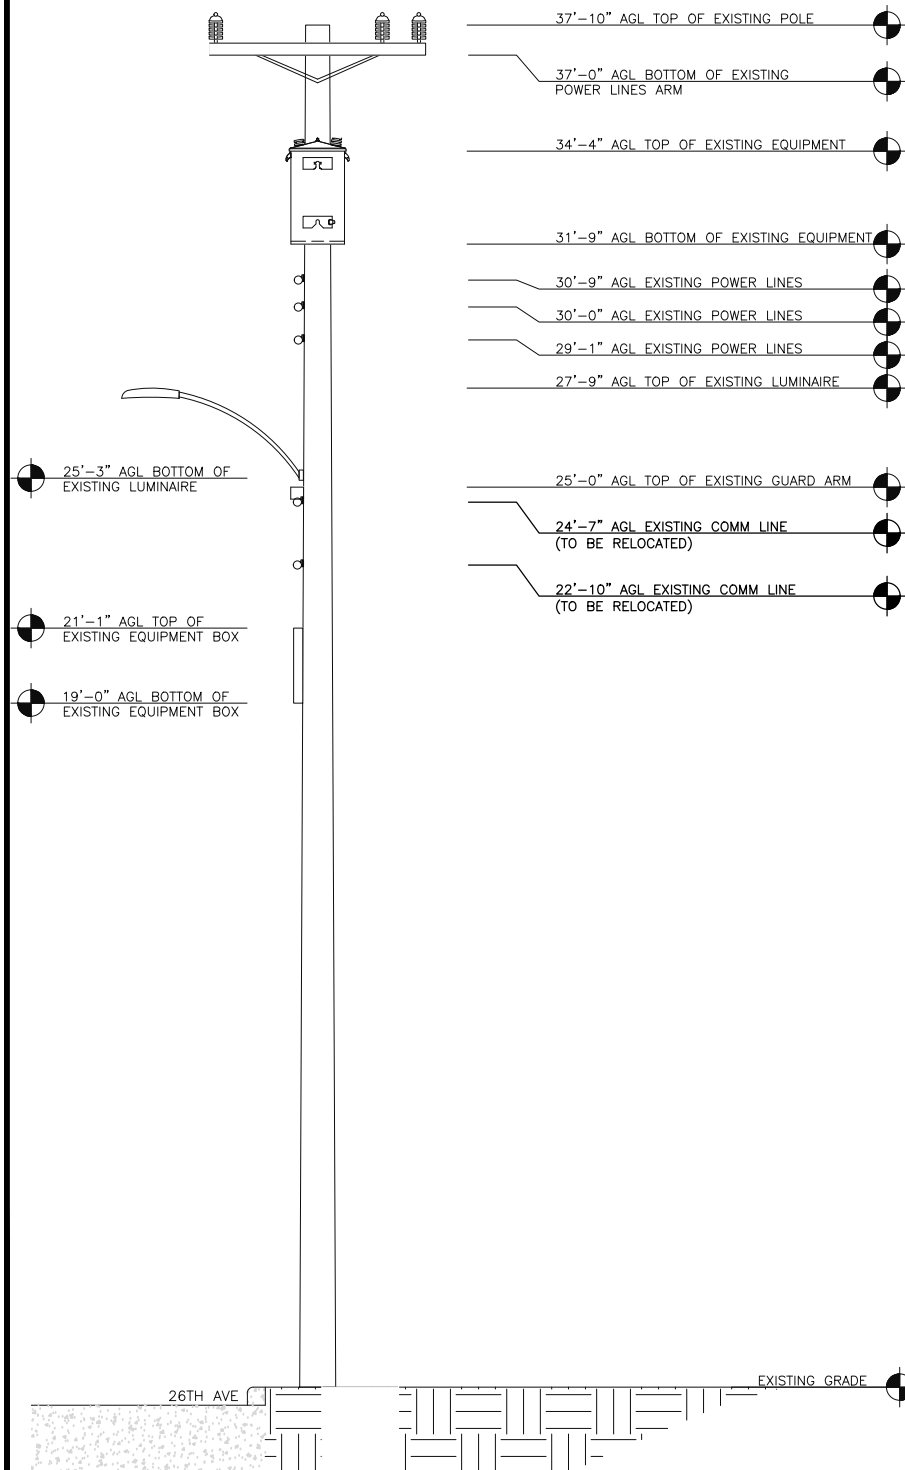 37'-10" AGL TOP OF EXISTING POLE
37'-0" AGL BOTTOM OF EXISTING
POWER LINES ARM
34'-4" AGL TOP OF EXISTING EQUIPMENT
31'-9" AGL BOTTOM OF EXISTING EQUIPMENT
30'-9" AGL EXISTING POWER LINES
30'-0" AGL EXISTING POWER LINES
29'-1" AGL EXISTING POWER LINES
27'-9" AGL TOP OF EXISTING LUMINAIRE
25'-3" AGL BOTTOM OF
EXISTING LUMINAIRE
25'-0" AGL TOP OF EXISTING GUARD ARM
24'-7" AGL EXISTING COMM LINE
(TO BE RELOCATED)
22'-10" AGL EXISTING COMM LINE
(TO BE RELOCATED)
21'-1" AGL TOP OF
EXISTING EQUIPMENT BOX
19'-0" AGL BOTTOM OF
EXISTING EQUIPMENT BOX
EXISTING GRADE
26TH AVE